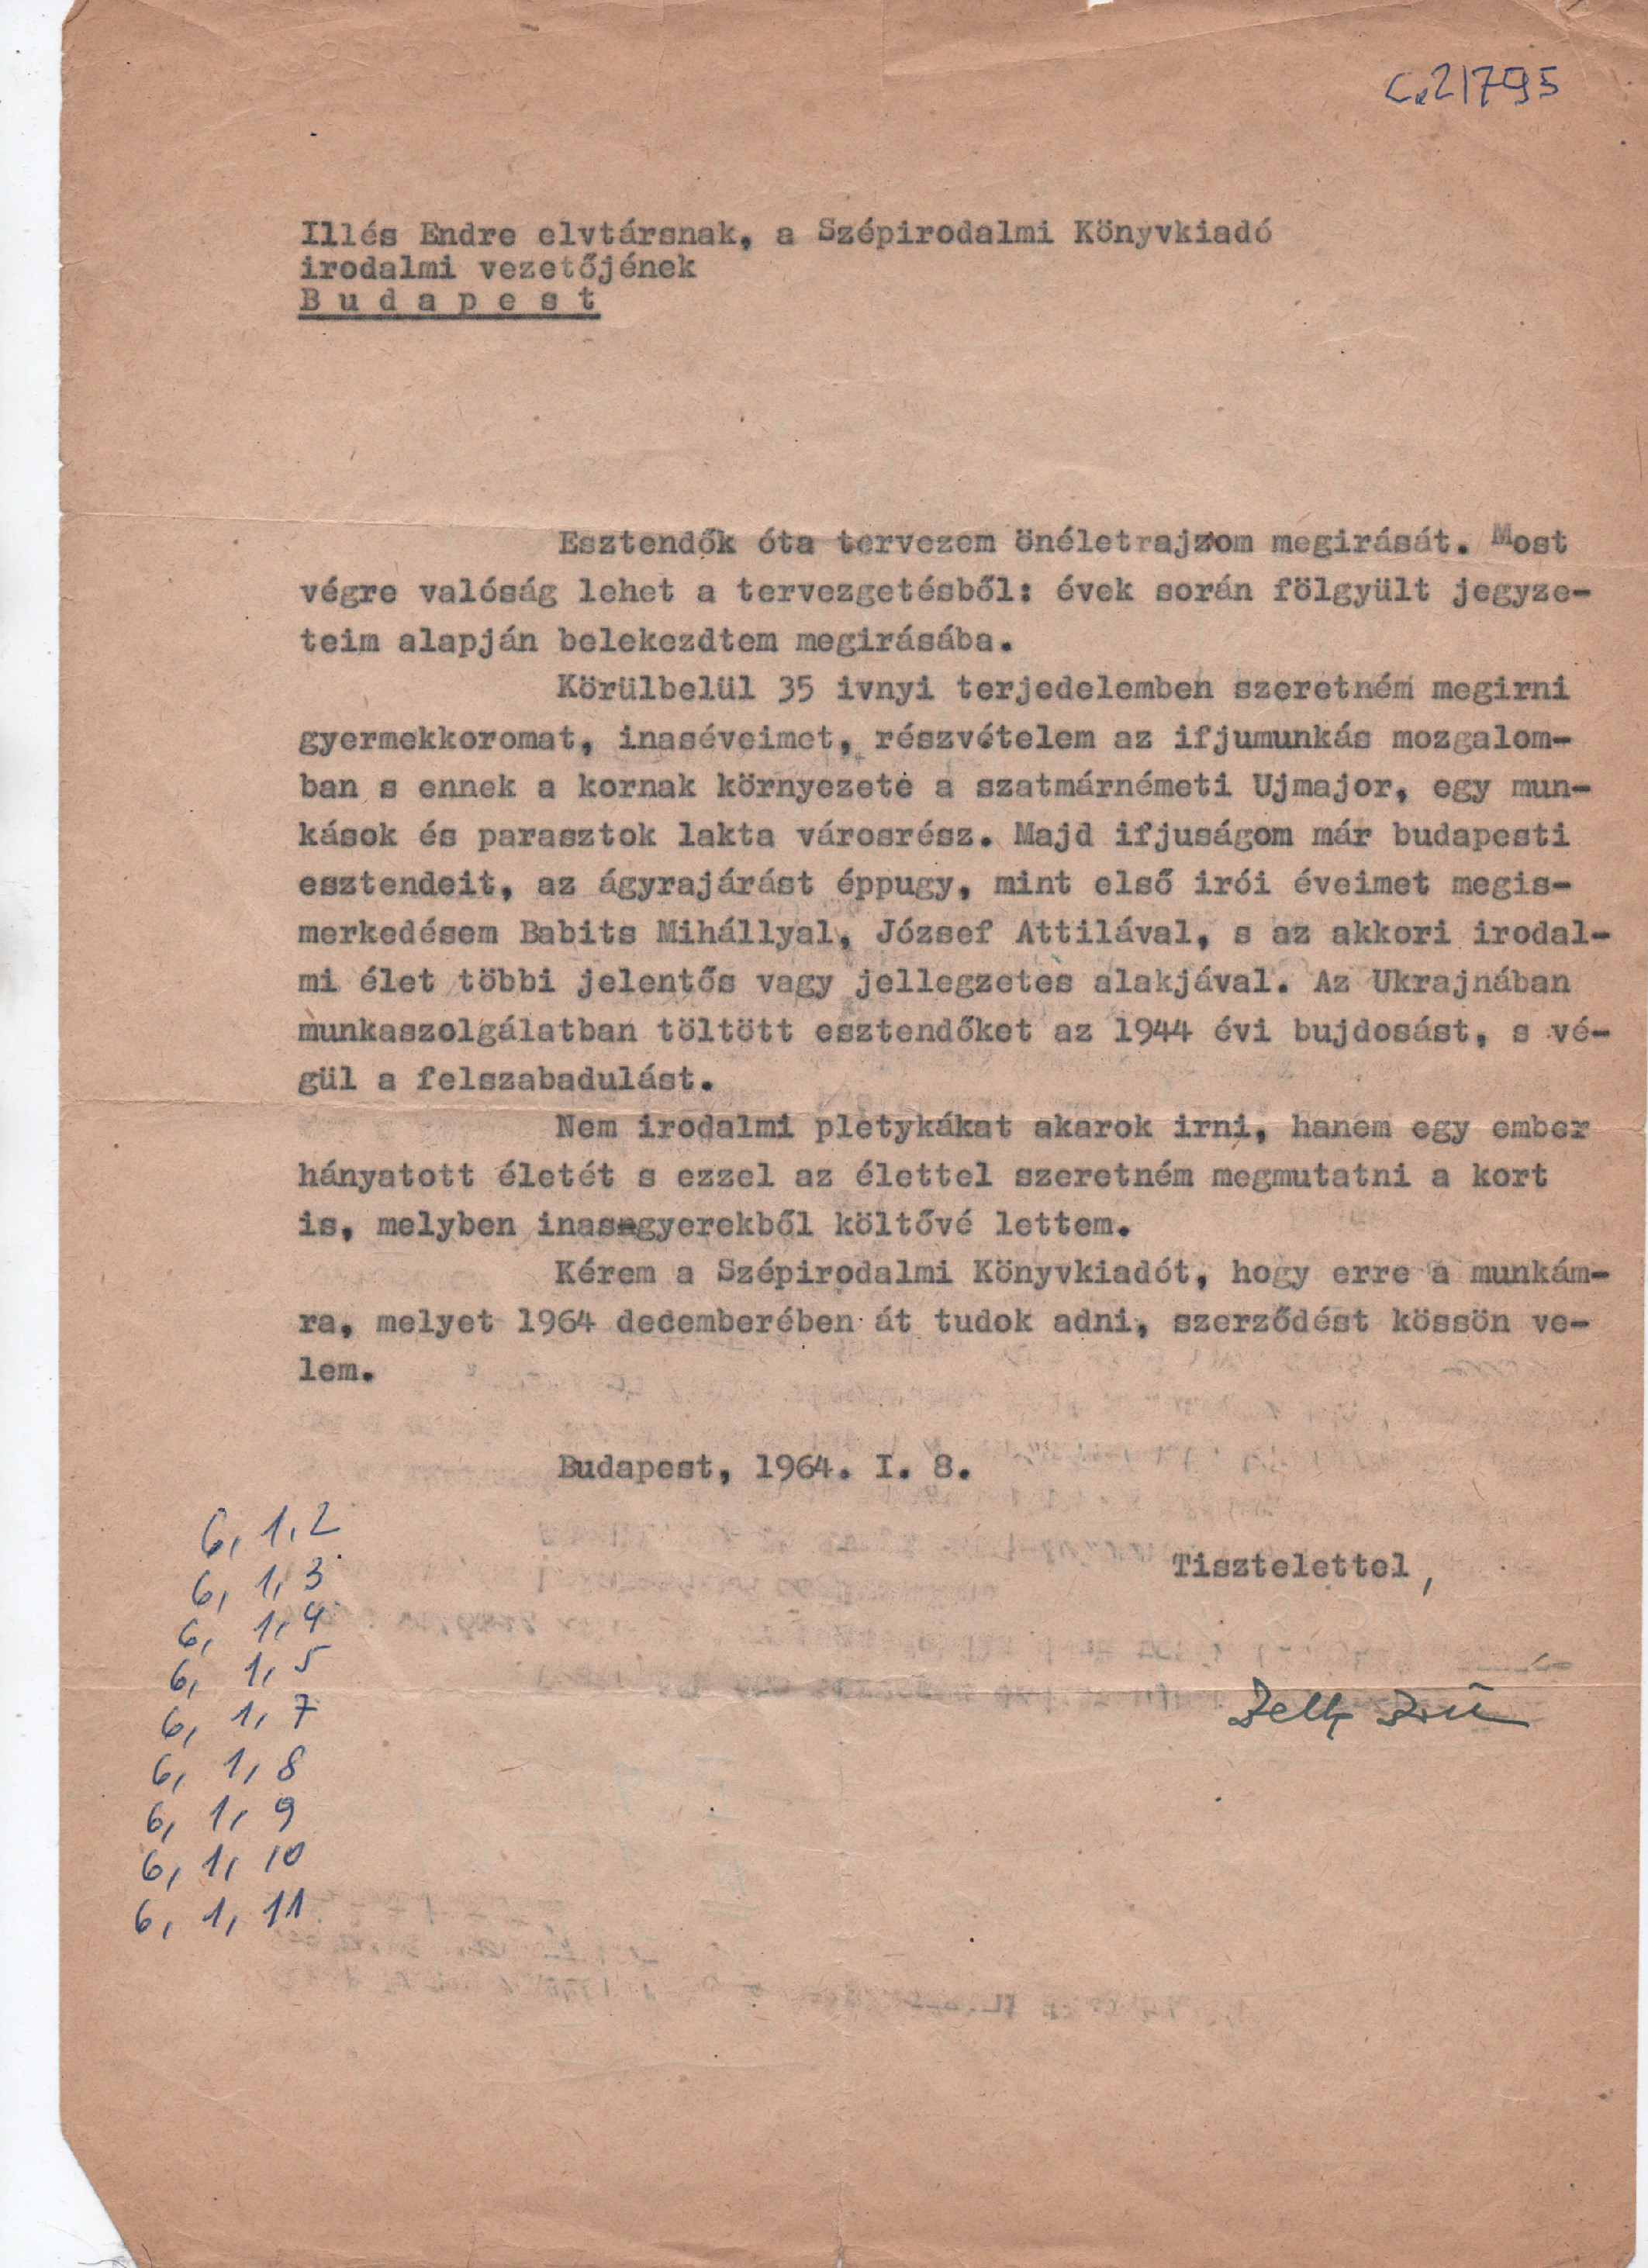 C.21795
Illés Endre elvtársnak, a Szépirodalmi Könyvkiadó
irodalmi vezetőjének
B u d a p e s t
Esztendők óta tervezem önéletrajzom megirását. Most
végre valóság lehet a tervezgetésből: évek során fölgyült jegyze-
teim alapján belekezdtem megirásába.
Körülbelül 35 ivnyi terjedelemben szeretném megirni
gyermekkoromat, inaséveimet, részvételem az ifjumunkás mozgalom-
ban s ennek a kornak környezete a szatmárnémeti Ujmajor, egy mun-
kások és parasztok lakta városrész. Majd ifjuságom már budapesti
esztendeit, az ágyrajárást éppugy, mint első irói éveimet megis-
merkedésem Babits Mihállyal, József Attilával, s az akkori irodal-
mi élet többi jelentős vagy jellegzetes alakjával. Az Ukrajnában
munkaszolgálatban töltött esztendőket az 1944 évi bujdosást, s vé-
gül a felszabadulást.
Nem irodalmi pletykákat akarok irni, hanem egy ember
hányatott életét s ezzel az élettel szeretném megmutatni a kort
is, melyben inasgyerekből költővé lettem.
Kérem a Szépirodalmi Könyvkiadót, hogy erre a munkám-
ra, melyet 1964 decemberében át tudok adni, szerződést kössön ve-
lem.
Budapest, 1964. I. 8.
Tisztelettel,
Zelk Zoltán
6, 1, 2
6, 1, 3
6, 1, 4
6, 1, 5
6, 1, 7
6, 1, 8
6, 1, 9
6, 1, 10
6, 1, 11